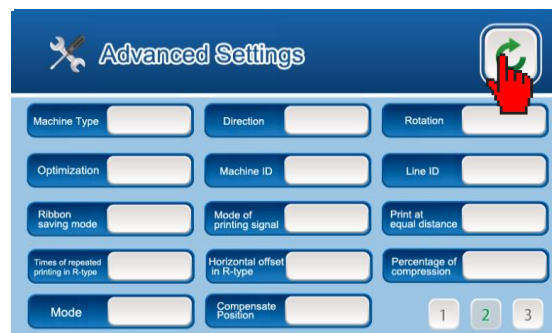 Advanced Settings
Machine Type
Direction
Rotation
Optimization
Machine ID
Line ID
Ribbon
saving mode
Mode of
printing signal
Print at
equal distance
Times of repeated
printing in R-type
Horizontal offset
in R-type
Percentage of
compression
Mode
Compensate
Position
1 2 3